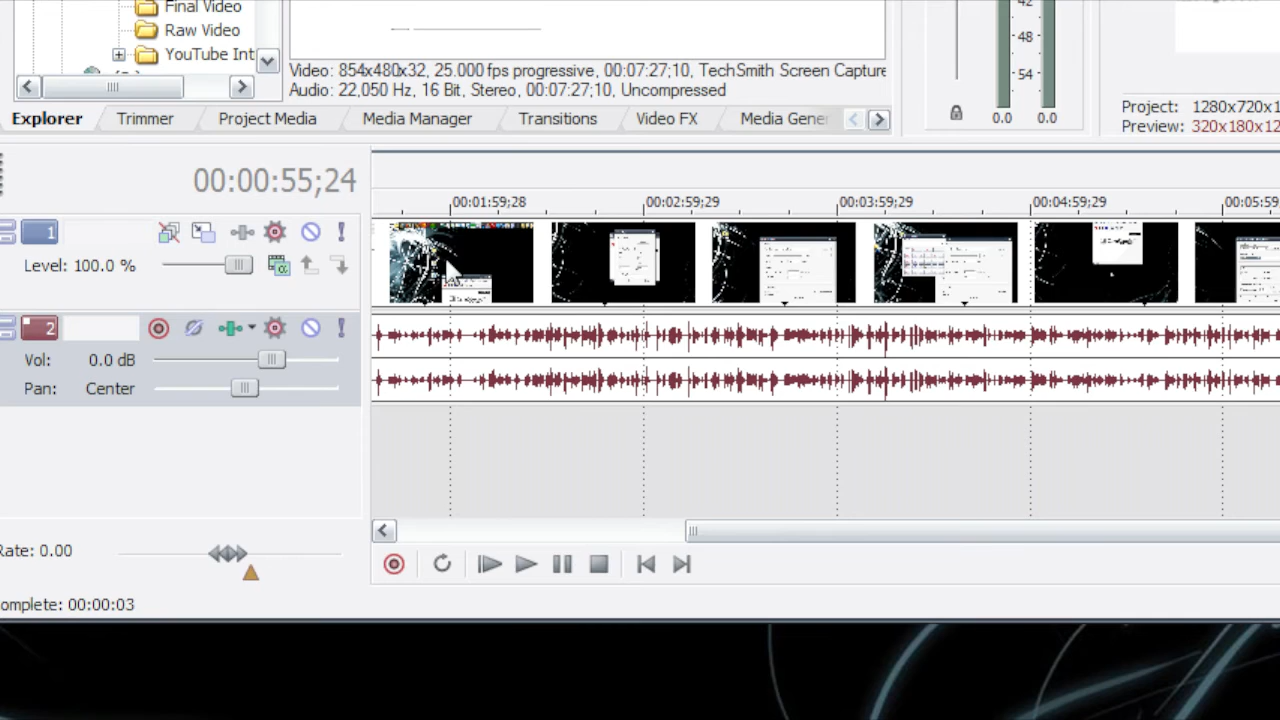 Final Video
Raw Video
YouTube Int
Video: 854x480x32, 25.000 fps progressive, 00:07:27;10, TechSmith Screen Capture
Audio: 22,050 Hz, 16 Bit, Stereo, 00:07:27;10, Uncompressed
42
48
54
0.0 0.0
Project: 1280x720x1
Preview: 320x180x12
Explorer Trimmer Project Media Media Manager Transitions Video FX Media Gener
00:00:55;24
00:01:59;28 00:02:59;29 00:03:59;29 00:04:59;29 00:05:59
1
Level: 100.0 %
2
Vol: 0.0 dB
Pan: Center
Rate: 0.00
omplete: 00:00:03